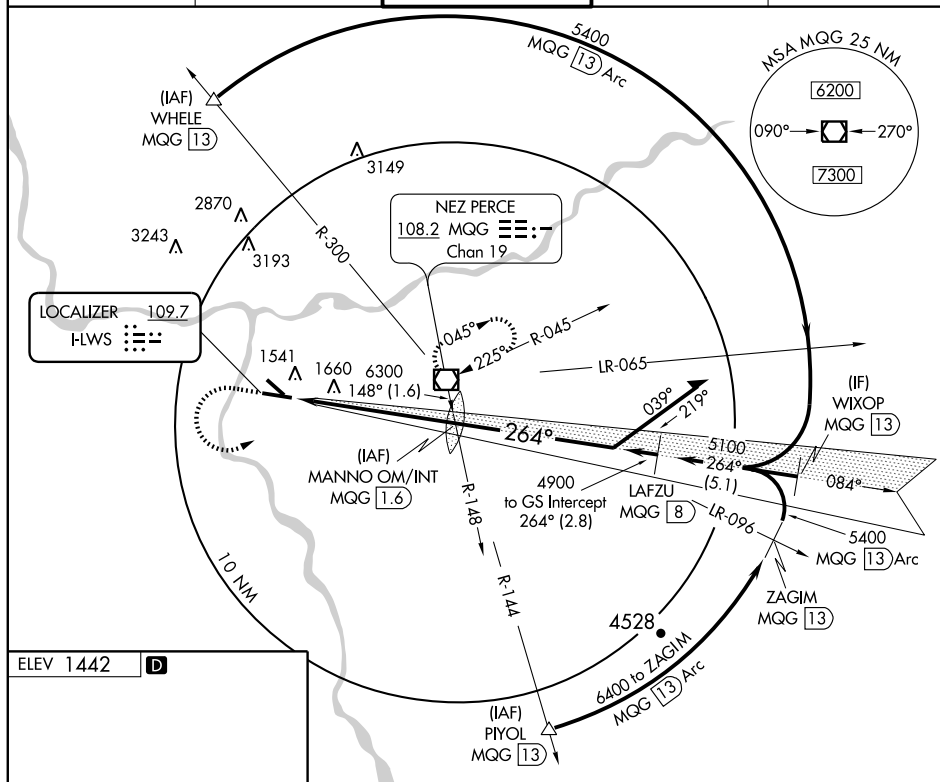 5400
MQG 13 Arc
MSA MQG 25 NM
6200
090°
270°
7300
(IAF)
WHELE
MQG 13
3149
2870
3243
3193
R-300
NEZ PERCE
108.2 MQG
Chan 19
LOCALIZER 109.7
I-LWS
045°
R-045
225°
LR-065
1541
1660
6300
148° (1.6)
039°
219°
(IF)
WIXOP
MQG 13
264°
5100
264°
(5.1)
084°
(IAF)
MANNO OM/INT
MQG 1.6
4900
to GS Intercept
264° (2.8)
LAFZU
MQG 8
LR-096
5400
MQG 13 Arc
R-148
R-144
ZAGIM
MQG 13
10 NM
4528
6400 to ZAGIM
MQG 13 Arc
ELEV 1442 D
(IAF)
PIYOL
MQG 13